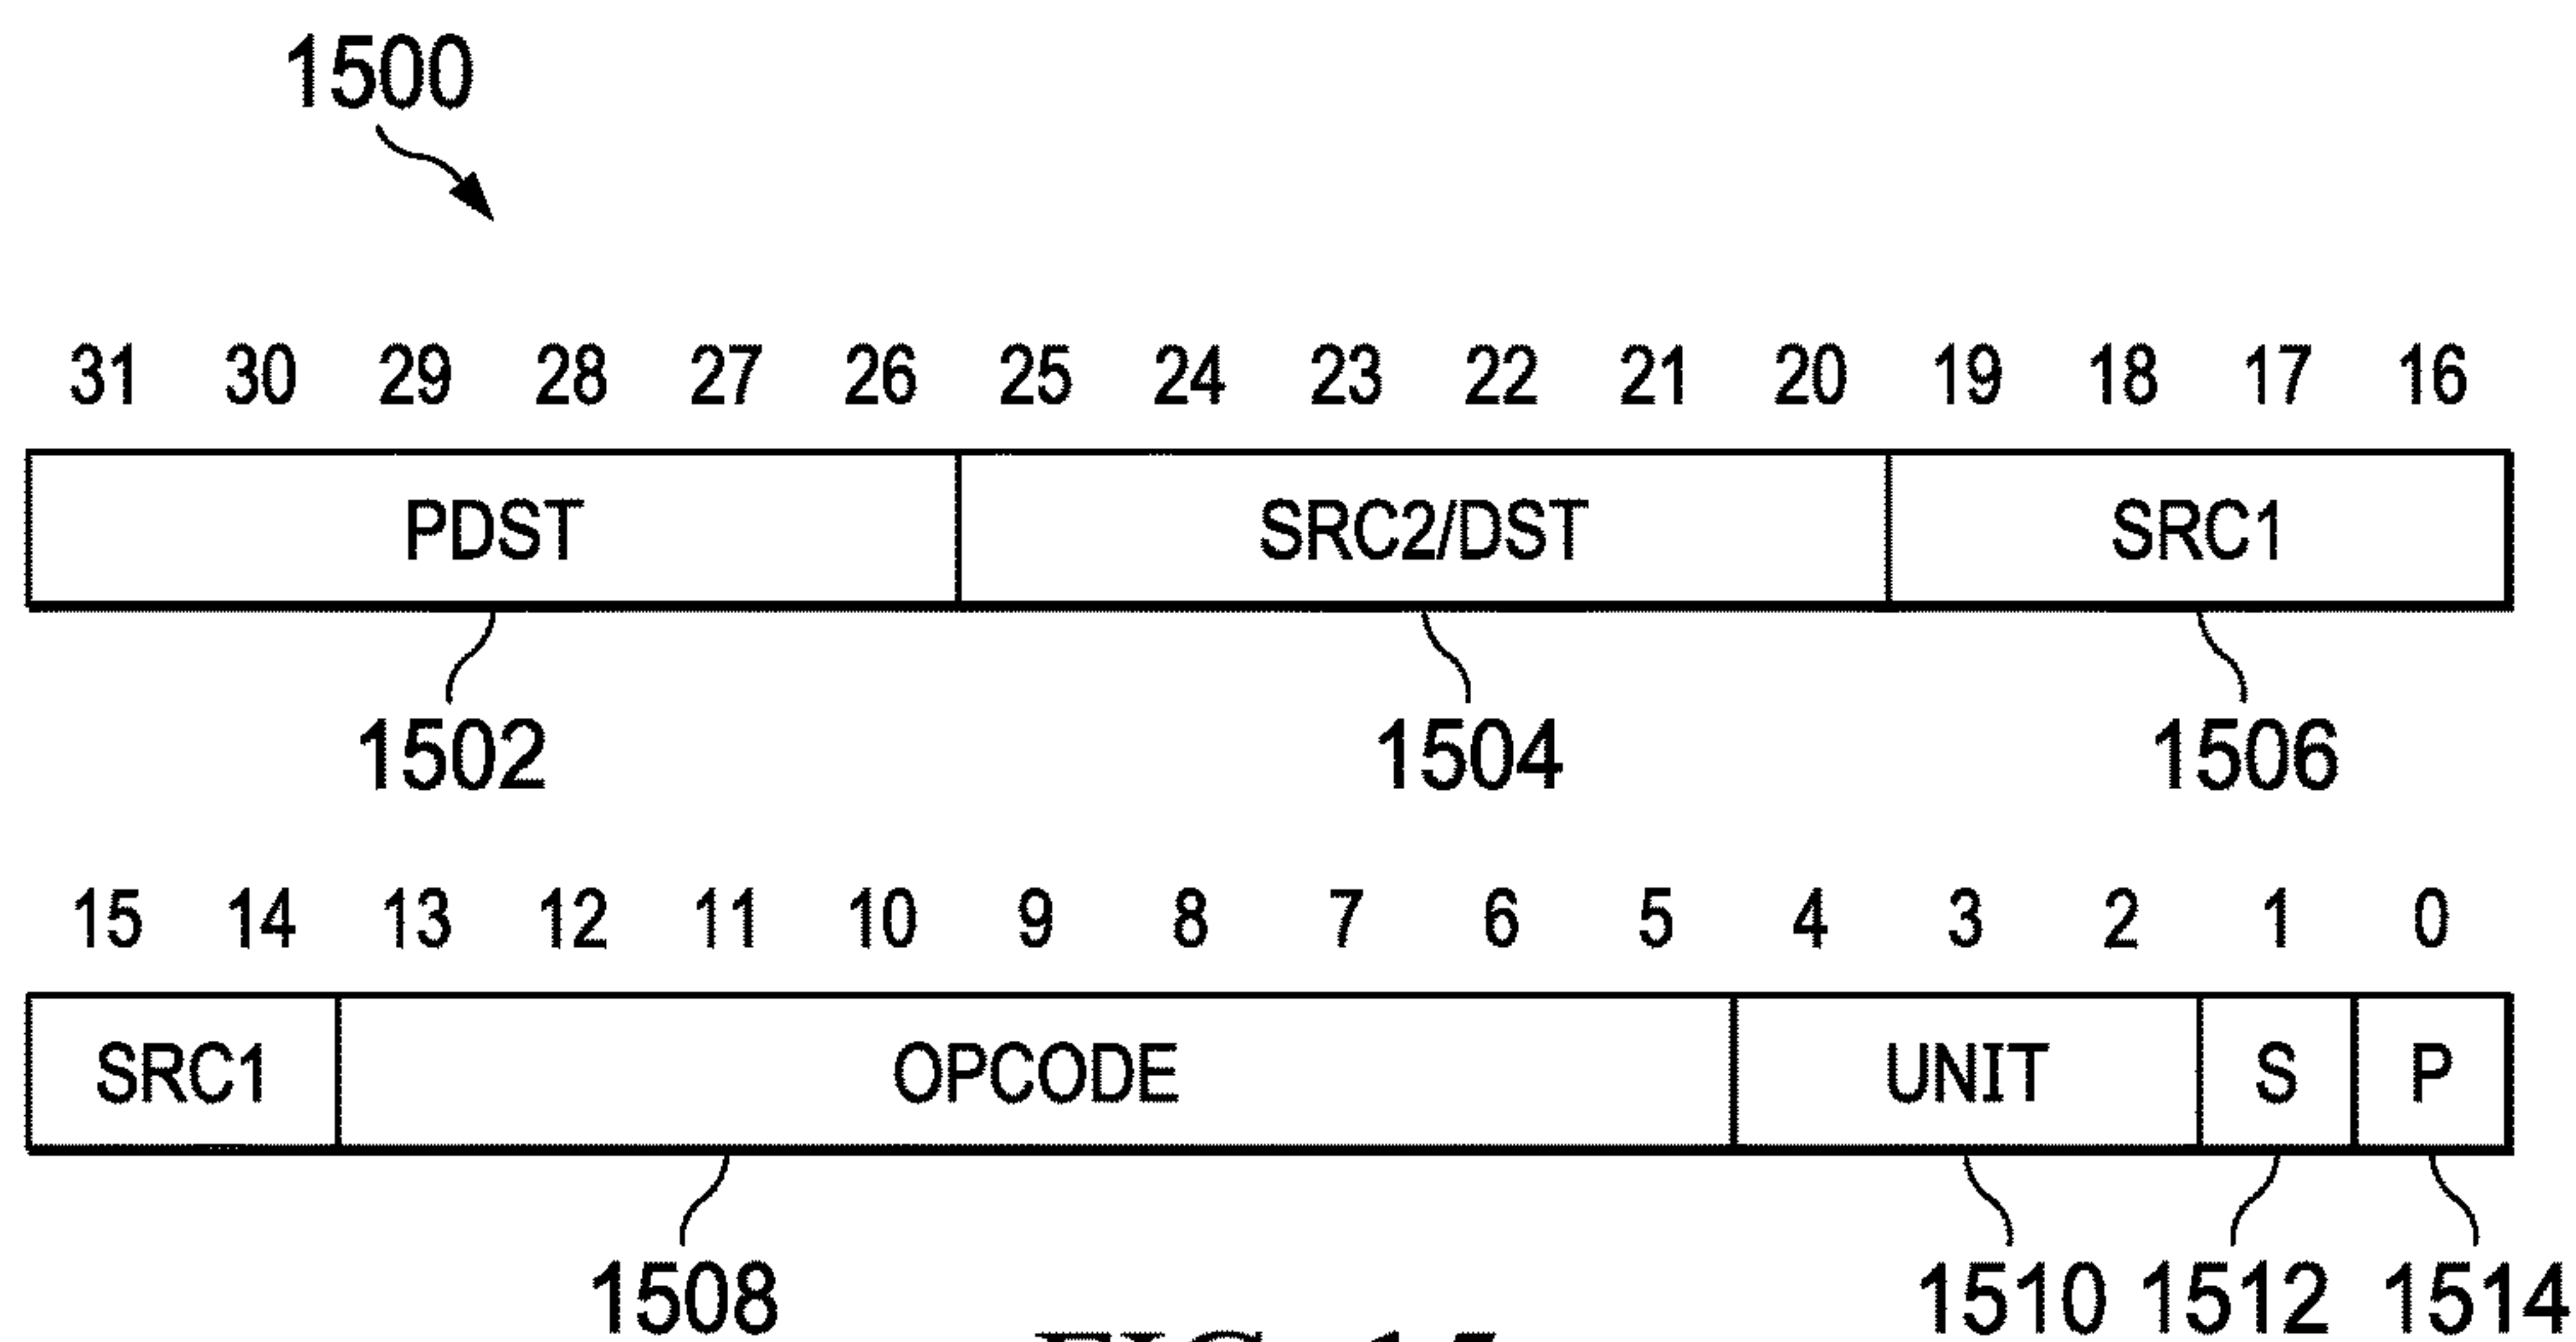 1500
31 30 29 28 27 26 25 24 23 22 21 20 19 18 17 16
PDST SRC2/DST SRC1
1502 1504 1506
15 14 13 12 11 10 9 8 7 6 5 4 3 2 1 0
SRC1 OPCODE UNIT S P
1508 1510 1512 1514